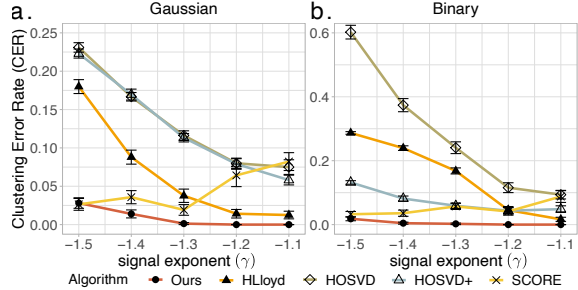 a. Gaussian
b. Binary
Clustering Error Rate (CER)
0.25
0.20
0.15
0.10
0.05
0.00
−1.5 −1.4 −1.3 −1.2 −1.1
signal exponent (γ)
0.6
0.4
0.2
0.0
−1.5 −1.4 −1.3 −1.2 −1.1
signal exponent (γ)
Algorithm Ours HLloyd HOSVD HOSVD+ SCORE